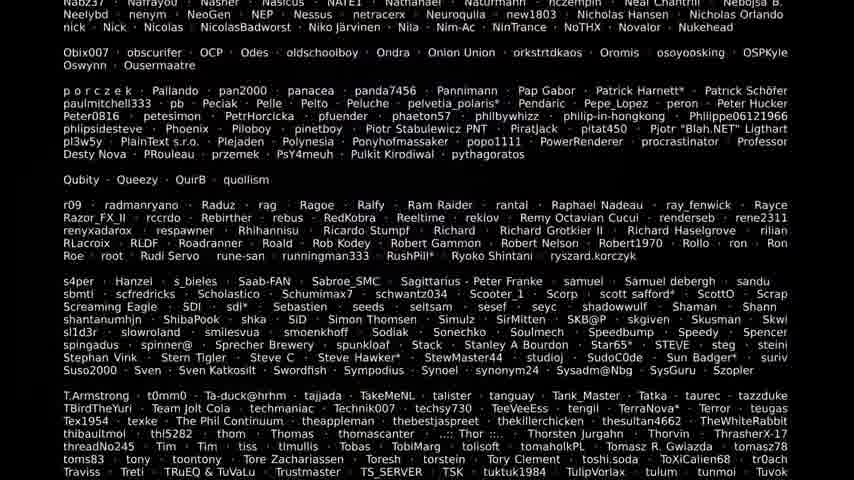 Nabz37 · Nafrayou · Nasher · Nasicus · NATE1 · Nathanael · Naturmann · nczempin · Neal Chantrill · Nebojsa B.
Neelybd · nenym · NeoGen · NEP · Nessus · netracerx · Neuroquila · new1803 · Nicholas Hansen · Nicholas Orlando
nick · Nick · Nicolas · NicolasBadworst · Niko Järvinen · Nila · Nim-Ac · NinTrance · NoTHX · Novalor · Nukehead
Obix007 · obscurifer · OCP · Odes · oldschoolboy · Ondra · Onion Union · orkstrtdkaos · Oromis · osoyoosking · OSPKyle
Oswynn · Ousermaatre
p o r c z e k · Pallando · pan2000 · panacea · panda7456 · Pannimann · Pap Gabor · Patrick Harnett* · Patrick Schöfer
paulmitchell333 · pb · Peciak · Pelle · Pelto · Peluche · pelvetia_polaris* · Pendaric · Pepe_Lopez · peron · Peter Hucker
Peter0816 · petesimon · PetrHorcicka · pfuender · phaeton57 · philbywhizz · philip-in-hongkong · Philippe06121966
phlipsidesteve · Phoenix · Piloboy · pinetboy · Piotr Stabulewicz PNT · PiratJack · pitat450 · Pjotr "Blah.NET" Ligthart
pl3w5y · PlainText s.r.o. · Plejaden · Polynesia · Ponyhofmassaker · popo1111 · PowerRenderer · procrastinator · Professor
Desty Nova · PRouleau · przemek · PsY4meuh · Pulkit Kirodiwal · pythagoratos
Qubity · Queezy · QuirB · quollism
r09 · radmanryano · Raduz · rag · Ragoe · Ralfy · Ram Raider · rantal · Raphael Nadeau · ray_fenwick · Rayce
Razor_FX_II · rccrdo · Rebirther · rebus · RedKobra · Reeltime · reklov · Remy Octavian Cucui · renderseb · rene2311
renyxadarox · respawner · Rhihannisu · Ricardo Stumpf · Richard · Richard Grotkier II · Richard Haselgrove · rilian
RLacroix · RLDF · Roadranner · Roald · Rob Kodey · Robert Gammon · Robert Nelson · Robert1970 · Rollo · ron · Ron
Roe · root · Rudi Servo · rune-san · runningman333 · RushPill* · Ryoko Shintani · ryszard.korczyk
s4per · Hanzel · s_bieles · Saab-FAN · Sabroe_SMC · Sagittarius - Peter Franke · samuel · Samuel debergh · sandu
sbmti · scfredricks · Scholastico · Schumimax7 · schwantz034 · Scooter_1 · Scorp · scott safford* · ScottO · Scrap
Screaming Eagle · SDI · sdl* · Sebastien · seeds · seltsam · sesef · seyc · shadowwulf · Shaman · Shann
shantanumhjn · ShibaPook · shka · SiD · Simon Thomsen · Simulz · SirMitten · SKB@P · skgiven · Skusman · Skwi
sl1d3r · slowroland · smilesvua · smoenkhoff · Sodiak · Sonechko · Soulmech · Speedbump · Speedy · Spencer
spingadus · spinner@ · Sprecher Brewery · spunkloaf · Stack · Stanley A Bourdon · Star65* · STE\/E · steg · steini
Stephan Vink · Stern Tigler · Steve C · Steve Hawker* · StewMaster44 · studioj · SudoC0de · Sun Badger* · suriv
Suso2000 · Sven · Sven Katkosilt · Swordfish · Sympodius · Synoel · synonym24 · Sysadm@Nbg · SysGuru · Szopler
T.Armstrong · t0mm0 · Ta-duck@hrhm · tajjada · TakeMeNL · talister · tanguay · Tank_Master · Tatka · taurec · tazzduke
TBirdTheYuri · Team Jolt Cola · techmaniac · Technik007 · techsy730 · TeeVeeEss · tengil · TerraNova* · Terror · teugas
Tex1954 · texke · The Phil Continuum · theappleman · thebestjaspreet · thekillerchicken · thesultan4662 · TheWhiteRabbit
thibaultmol · thl5282 · thom · Thomas · thomascanter · ..:: Thor ::.. · Thorsten Jurgahn · Thorvin · ThrasherX-17
threadNo245 · Tim · Tim · tiss · tlmullis · Tobas · TobiMarg · tolisoft · tomaholkPL · Tomasz R. Gwiazda · tomasz78
toms83 · tony · toontony · Tore Zachariassen · Toresh · torstein · Tory Clement · toshi.soda · ToXiCalien68 · tr0ach
Traviss · Treti · TRuEQ & TuVaLu · Trustmaster · TS_SERVER · TSK · tuktuk1984 · TulipVorlax · tulum · tunmoi · Tuvok